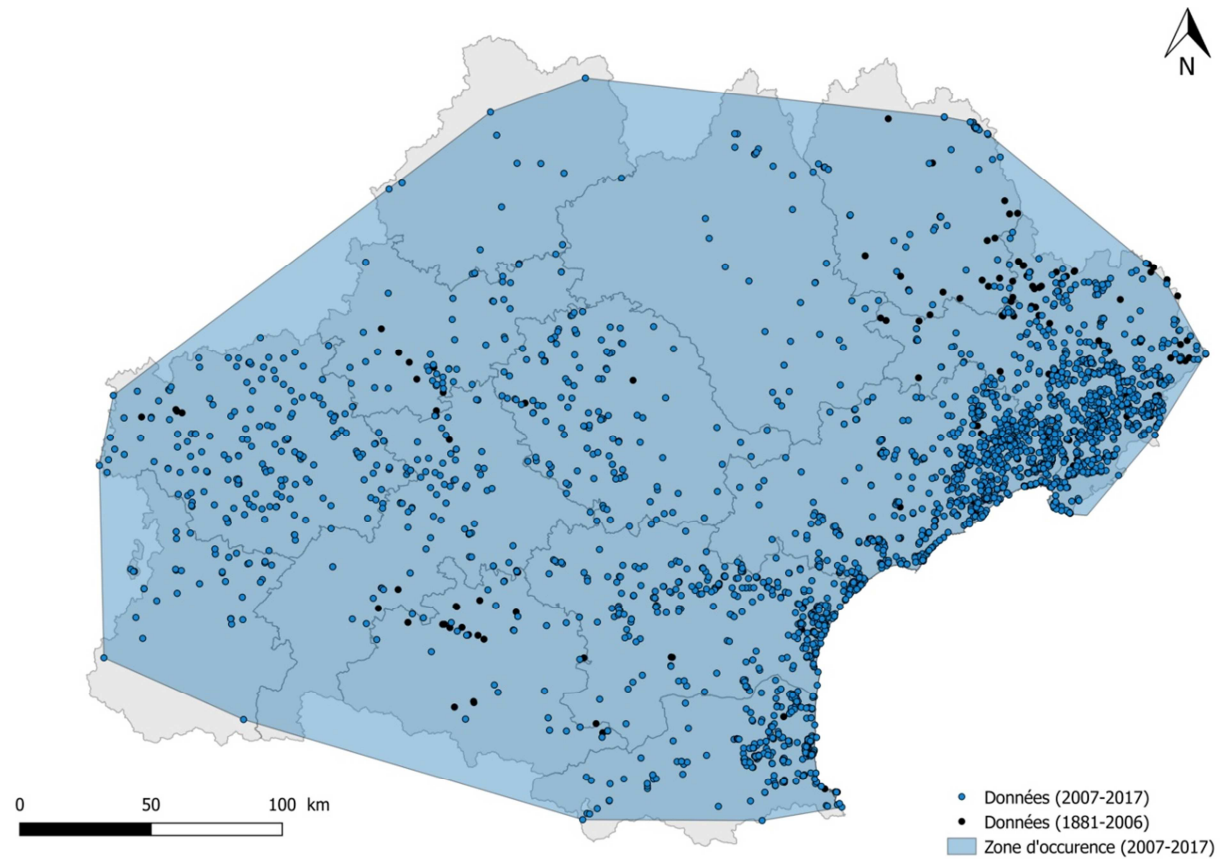 N
0 50 100 km
Données (2007-2017)
Données (1881-2006)
Zone d'occurence (2007-2017)